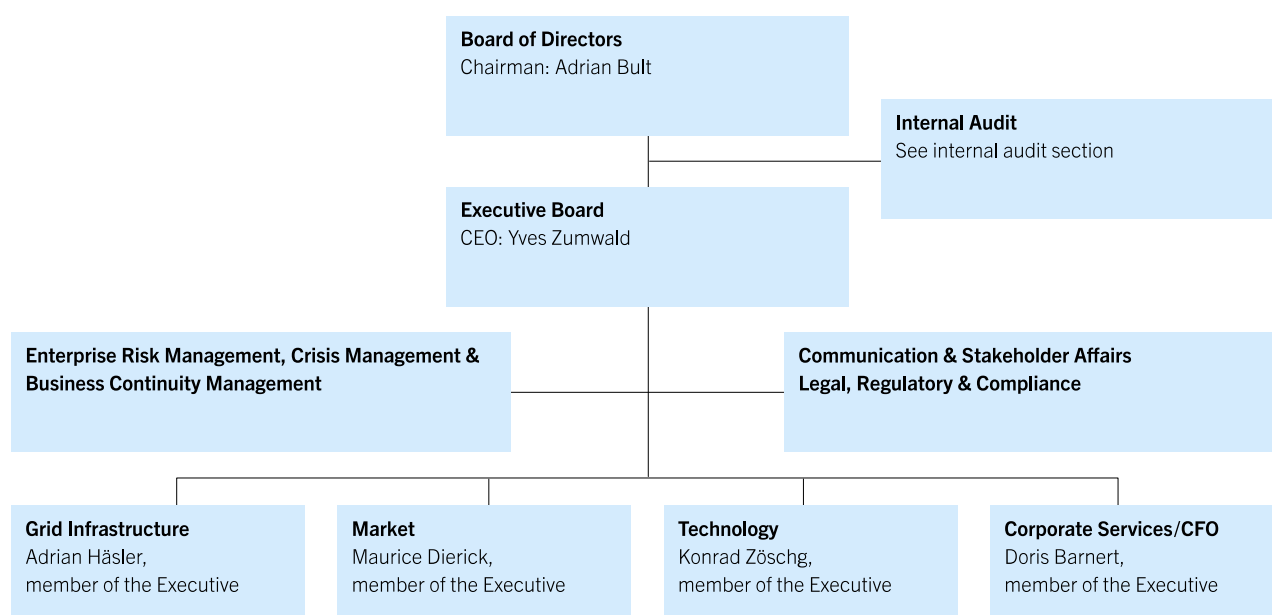 Board of Directors
Chairman: Adrian Bult
Internal Audit
See internal audit section
Executive Board
CEO: Yves Zumwald
Enterprise Risk Management, Crisis Management &
Business Continuity Management
Communication & Stakeholder Affairs
Legal, Regulatory & Compliance
Grid Infrastructure
Adrian Häsler,
member of the Executive
Market
Maurice Dierick,
member of the Executive
Technology
Konrad Zöschg,
member of the Executive
Corporate Services/CFO
Doris Barnert,
member of the Executive